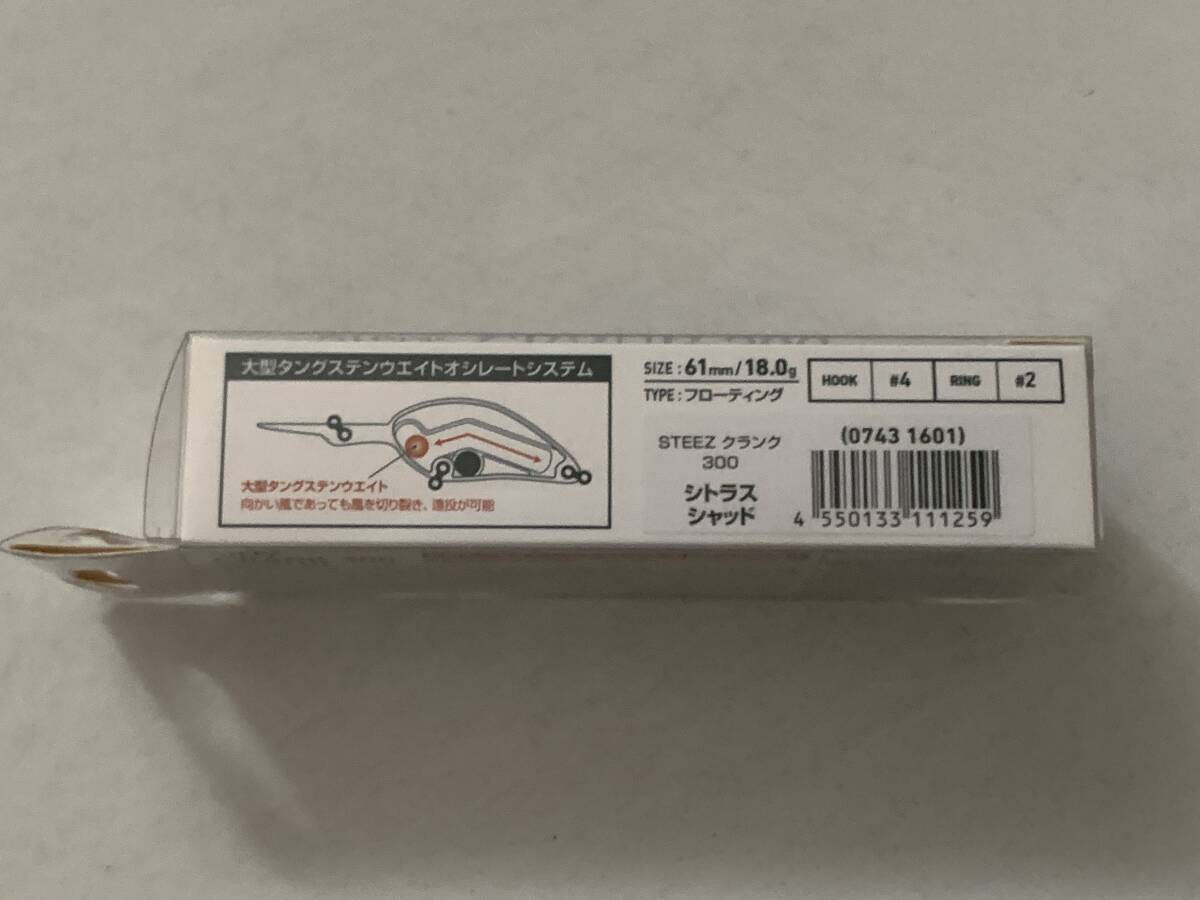 大型タングステンウエイトオシレートシステム
大型タングステンウエイト
向かい風であっても風を切り裂き、遠投が可能
SIZE : 61mm/18.0g
TYPE : フローティング
HOOK #4 RING #2
STEEZ クランク
300
シトラス
シャッド
(0743 1601)
4 550133 111259